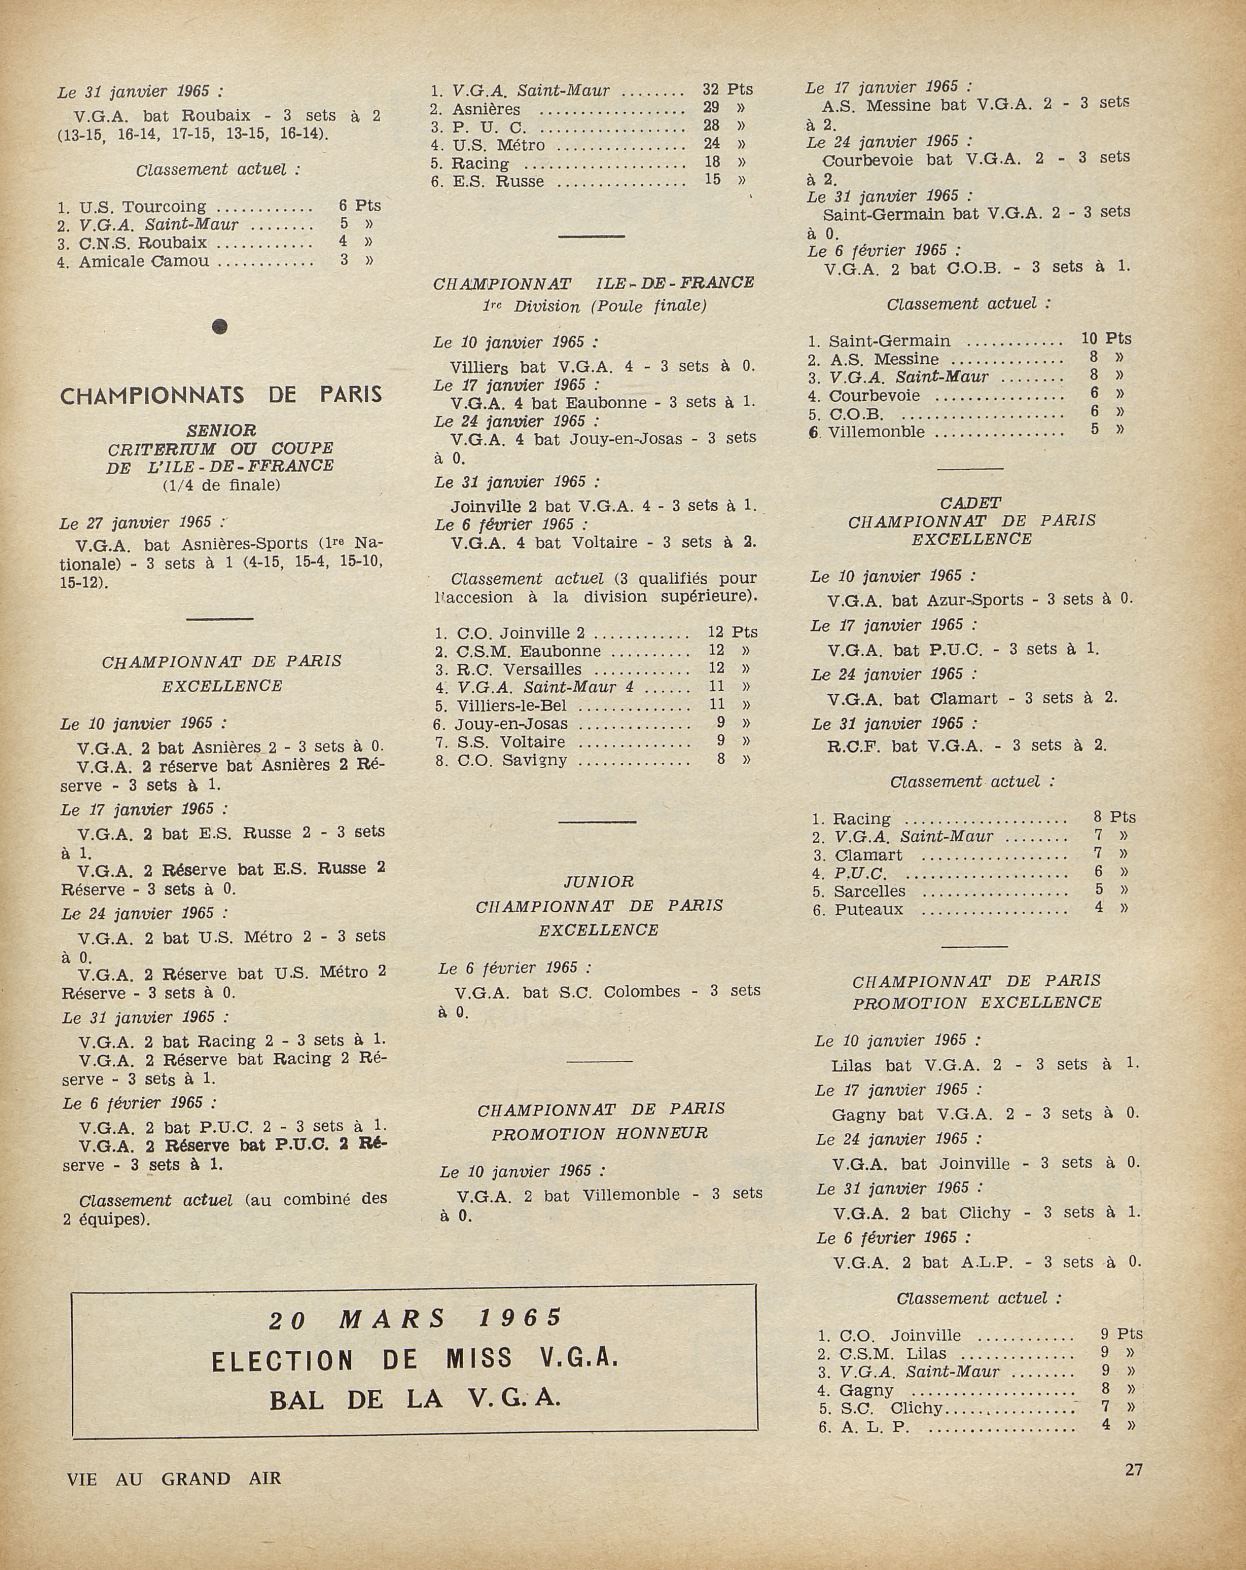 Le 31 janvier 1965 :
V.G.A. bat Roubaix - 3 sets à 2
(13-15, 16-14, 17-15, 13-15, 16-14).
Classement actuel :
1. U.S. Tourcoing ............ 6 Pts
2. V.G.A. Saint-Maur ........ 5 »
3. C.N.S. Roubaix ............ 4 »
4. Amicale Camou ............ 3 »
CHAMPIONNATS DE PARIS
SENIOR
CRITERIUM OU COUPE
DE L'ILE-DE-FFRANCE
(1/4 de finale)
Le 27 janvier 1965 :
V.G.A. bat Asnières-Sports (1re Na-
tionale) - 3 sets à 1 (4-15, 15-4, 15-10,
15-12).
CHAMPIONNAT DE PARIS
EXCELLENCE
Le 10 janvier 1965 :
V.G.A. 2 bat Asnières 2 - 3 sets à 0.
V.G.A. 2 réserve bat Asnières 2 Ré-
serve - 3 sets à 1.
Le 17 janvier 1965 :
V.G.A. 2 bat E.S. Russe 2 - 3 sets
à 1.
V.G.A. 2 Réserve bat E.S. Russe 2
Réserve - 3 sets à 0.
Le 24 janvier 1965 :
V.G.A. 2 bat U.S. Métro 2 - 3 sets
à 0.
V.G.A. 2 Réserve bat U.S. Métro 2
Réserve - 3 sets à 0.
Le 31 janvier 1965 :
V.G.A. 2 bat Racing 2 - 3 sets à 1.
V.G.A. 2 Réserve bat Racing 2 Ré-
serve - 3 sets à 1.
Le 6 février 1965 :
V.G.A. 2 bat P.U.C. 2 - 3 sets à 1.
V.G.A. 2 Réserve bat P.U.C. 2 Ré-
serve - 3 sets à 1.
Classement actuel (au combiné des
2 équipes).
1. V.G.A. Saint-Maur ........ 32 Pts
2. Asnières .................. 29 »
3. P. U. C. .................. 28 »
4. U.S. Métro ................ 24 »
5. Racing .................... 18 »
6. E.S. Russe ................ 15 »
CHAMPIONNAT ILE-DE-FRANCE
1re Division (Poule finale)
Le 10 janvier 1965 :
Villiers bat V.G.A. 4 - 3 sets à 0.
Le 17 janvier 1965 :
V.G.A. 4 bat Eaubonne - 3 sets à 1.
Le 24 janvier 1965 :
V.G.A. 4 bat Jouy-en-Josas - 3 sets
à 0.
Le 31 janvier 1965 :
Joinville 2 bat V.G.A. 4 - 3 sets à 1.
Le 6 février 1965 :
V.G.A. 4 bat Voltaire - 3 sets à 2.
Classement actuel (3 qualifiés pour
l'accesion à la division supérieure).
1. C.O. Joinville 2 ............ 12 Pts
2. C.S.M. Eaubonne .......... 12 »
3. R.C. Versailles ............ 12 »
4. V.G.A. Saint-Maur 4 ...... 11 »
5. Villiers-le-Bel .............. 11 »
6. Jouy-en-Josas .............. 9 »
7. S.S. Voltaire .............. 9 »
8. C.O. Savigny .............. 8 »
JUNIOR
CHAMPIONNAT DE PARIS
EXCELLENCE
Le 6 février 1965 :
V.G.A. bat S.C. Colombes - 3 sets
à 0.
CHAMPIONNAT DE PARIS
PROMOTION HONNEUR
Le 10 janvier 1965 :
V.G.A. 2 bat Villemonble - 3 sets
à 0.
Le 17 janvier 1965 :
A.S. Messine bat V.G.A. 2 - 3 sets
à 2.
Le 24 janvier 1965 :
Courbevoie bat V.G.A. 2 - 3 sets
à 2.
Le 31 janvier 1965 :
Saint-Germain bat V.G.A. 2 - 3 sets
à 0.
Le 6 février 1965 :
V.G.A. 2 bat C.O.B. - 3 sets à 1.
Classement actuel :
1. Saint-Germain ............ 10 Pts
2. A.S. Messine .............. 8 »
3. V.G.A. Saint-Maur ........ 8 »
4. Courbevoie ................ 6 »
5. C.O.B. .................... 6 »
6 Villemonble ................ 5 »
CADET
CHAMPIONNAT DE PARIS
EXCELLENCE
Le 10 janvier 1965 :
V.G.A. bat Azur-Sports - 3 sets à 0.
Le 17 janvier 1965 :
V.G.A. bat P.U.C. - 3 sets à 1.
Le 24 janvier 1965 :
V.G.A. bat Clamart - 3 sets à 2.
Le 31 janvier 1965 :
R.C.F. bat V.G.A. - 3 sets à 2.
Classement actuel :
1. Racing .................... 8 Pts
2. V.G.A. Saint-Maur ........ 7 »
3. Clamart .................. 7 »
4. P.U.C. .................... 6 »
5. Sarcelles .................. 5 »
6. Puteaux .................. 4 »
CHAMPIONNAT DE PARIS
PROMOTION EXCELLENCE
Le 10 janvier 1965 :
Lilas bat V.G.A. 2 - 3 sets à 1.
Le 17 janvier 1965 :
Gagny bat V.G.A. 2 - 3 sets à 0.
Le 24 janvier 1965 :
V.G.A. bat Joinville - 3 sets à 0.
Le 31 janvier 1965 :
V.G.A. 2 bat Clichy - 3 sets à 1.
Le 6 février 1965 :
V.G.A. 2 bat A.L.P. - 3 sets à 0.
Classement actuel :
1. C.O. Joinville ............ 9 Pts
2. C.S.M. Lilas .............. 9 »
3. V.G.A. Saint-Maur ........ 9 »
4. Gagny .................... 8 »
5. S.C. Clichy................ 7 »
6. A. L. P. .................. 4 »
20 MARS 1965
ELECTION DE MISS V.G.A.
BAL DE LA V.G.A.
VIE AU GRAND AIR
27